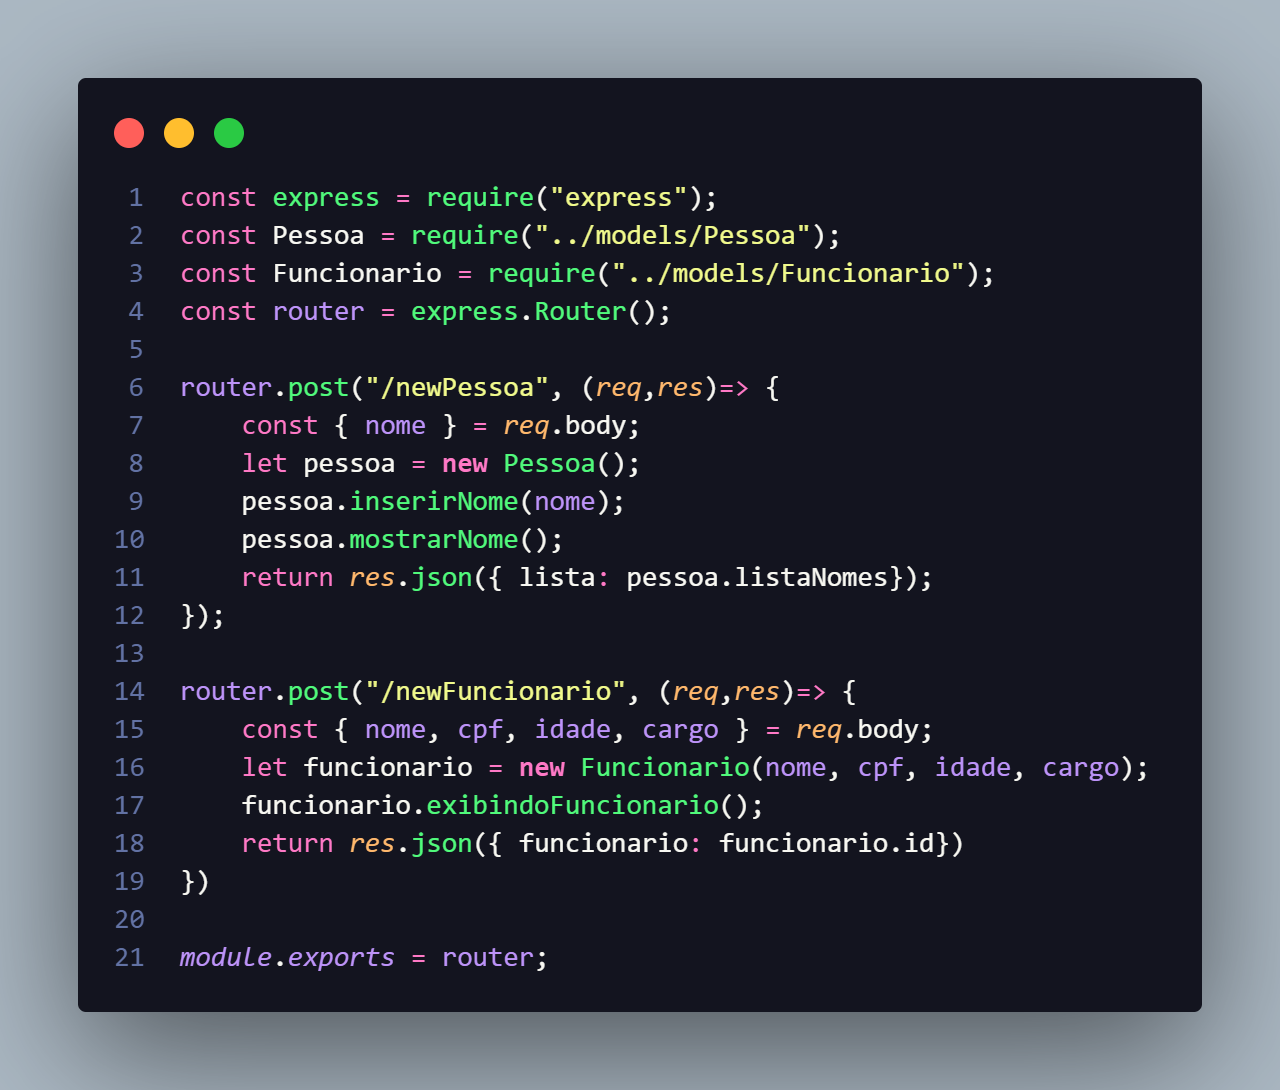 1 const express = require("express");
2 const Pessoa = require("../models/Pessoa");
3 const Funcionario = require("../models/Funcionario");
4 const router = express.Router();
5
6 router.post("/newPessoa", (req,res)=> {
7     const { nome } = req.body;
8     let pessoa = new Pessoa();
9     pessoa.inserirNome(nome);
10     pessoa.mostrarNome();
11     return res.json({ lista: pessoa.listaNomes});
12 });
13
14 router.post("/newFuncionario", (req,res)=> {
15     const { nome, cpf, idade, cargo } = req.body;
16     let funcionario = new Funcionario(nome, cpf, idade, cargo);
17     funcionario.exibindoFuncionario();
18     return res.json({ funcionario: funcionario.id})
19 })
20
21 module.exports = router;